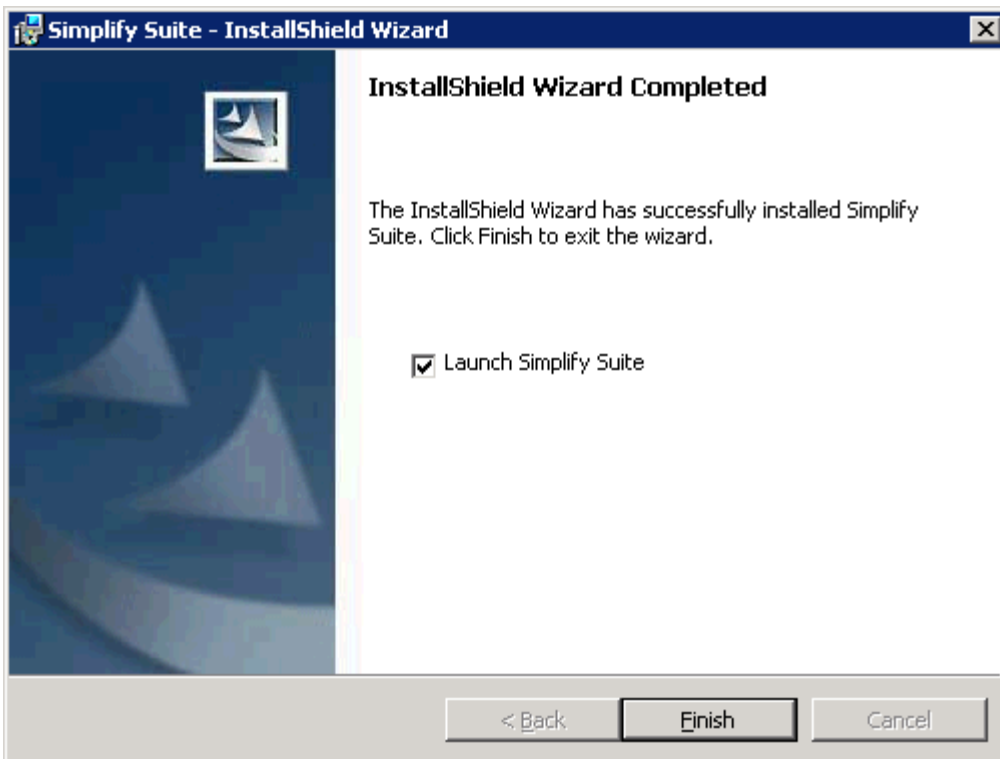 Simplify Suite - InstallShield Wizard
InstallShield Wizard Completed
The InstallShield Wizard has successfully installed Simplify
Suite. Click Finish to exit the wizard.
Launch Simplify Suite
< Back Finish Cancel